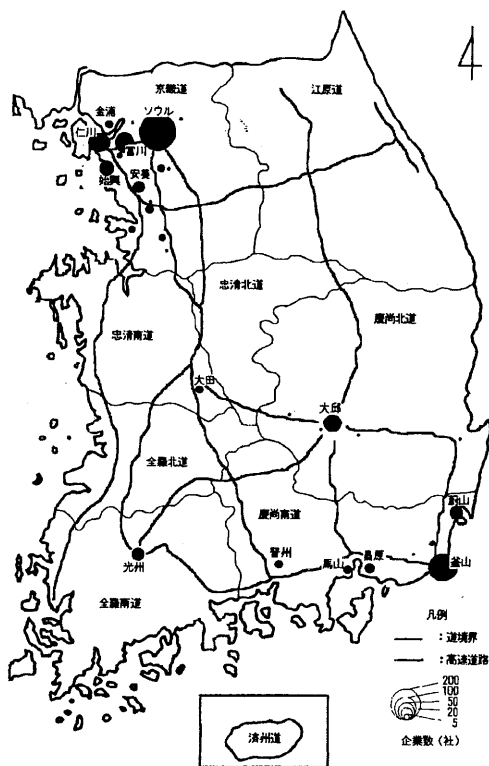 4
京畿道
江原道
金浦
ソウル
仁川
富川
始興
安養
忠清北道
忠清南道
慶尚北道
大田
大邱
全羅北道
慶尚南道
蔚山
光州
晋州
馬山
昌原
釜山
全羅南道
凡例
：道境界
：高速道路
200
100
50
20
5
企業数（社）
済州道